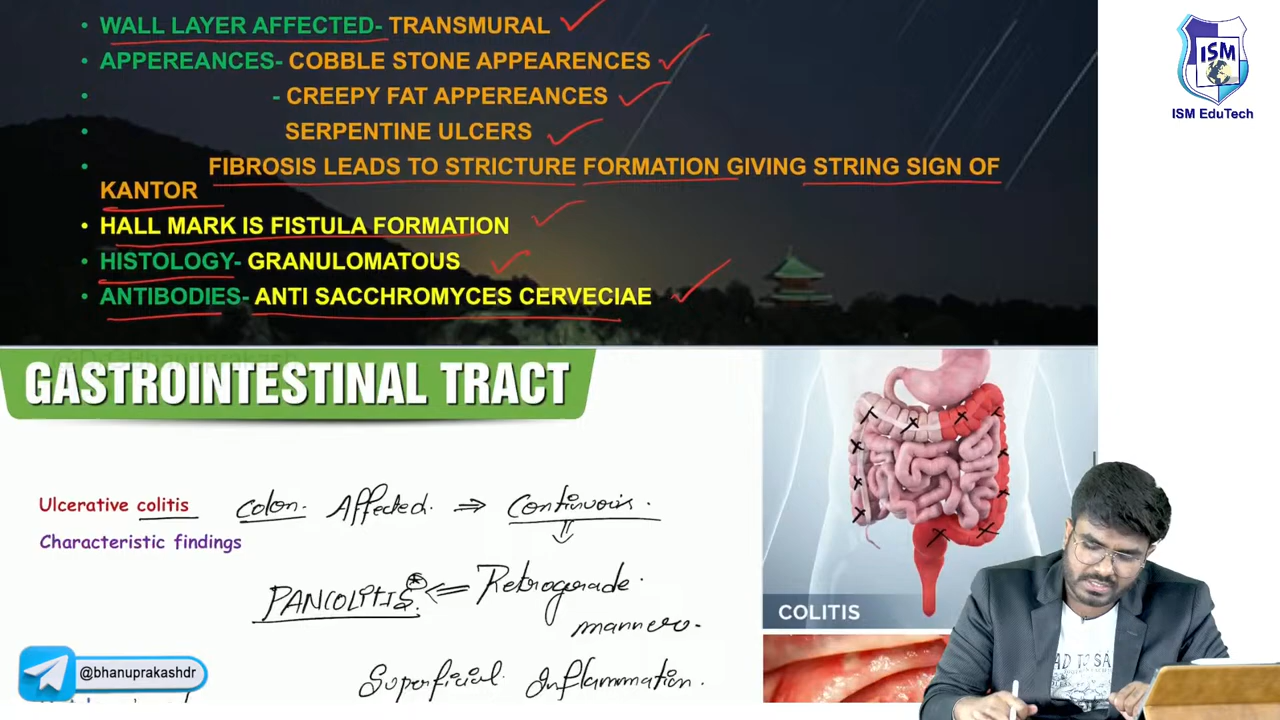 • WALL LAYER AFFECTED- TRANSMURAL
• APPEREANCES- COBBLE STONE APPEARENCES
• - CREEPY FAT APPEREANCES
• SERPENTINE ULCERS
• FIBROSIS LEADS TO STRICTURE FORMATION GIVING STRING SIGN OF
KANTOR
• HALL MARK IS FISTULA FORMATION
• HISTOLOGY- GRANULOMATOUS
• ANTIBODIES- ANTI SACCHROMYCES CERVECIAE
ISM
ISM EduTech
GASTROINTESTINAL TRACT
Ulcerative colitis colon Affected. ⇒ Continuous.
Characteristic findings
PANCOLITIS ⇐ Retrograde
manner.
Superficial Inflammation.
COLITIS
@bhanuprakashdr